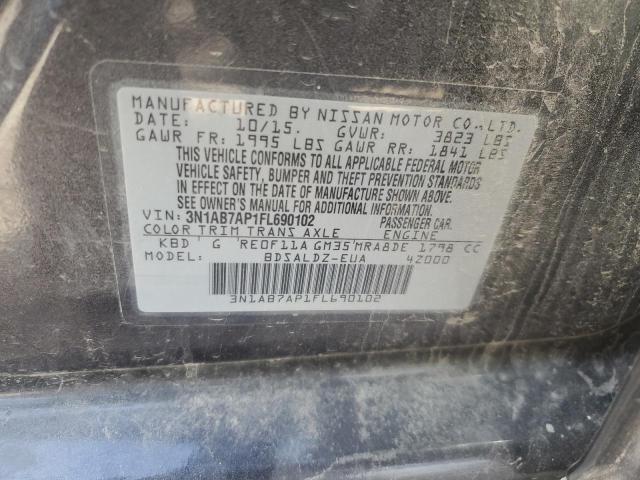 MANUFACTURED BY NISSAN MOTOR CO.,LTD.
DATE: 10/15. GVWR: 3823 LBS
GAWR FR: 1995 LBS GAWR RR: 1841 LBS
THIS VEHICLE CONFORMS TO ALL APPLICABLE FEDERAL MOTOR
VEHICLE SAFETY, BUMPER AND THEFT PREVENTION STANDARDS
IN EFFECT ON THE DATE OF MANUFACTURE SHOWN ABOVE.
SEE OWNER'S MANUAL FOR ADDITIONAL INFORMATION
VIN: 3N1AB7AP1FL690102 PASSENGER CAR.
COLOR TRIM TRANS AXLE ENGINE
KBD G RE0F11A GM35 MRA8DE 1798 CC
MODEL: BDSALDZ-EUA 42000
3N1AB7AP1FL690102